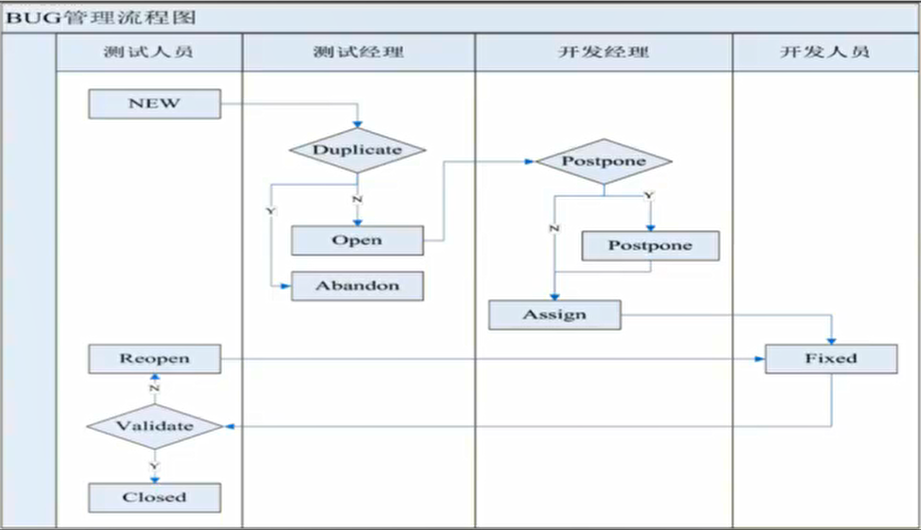 BUG管理流程图
测试人员 测试经理 开发经理 开发人员
NEW
Duplicate
Postpone
Y
N
Y
N
Open
Postpone
Abandon
Assign
Reopen
Fixed
N
Validate
Y
Closed